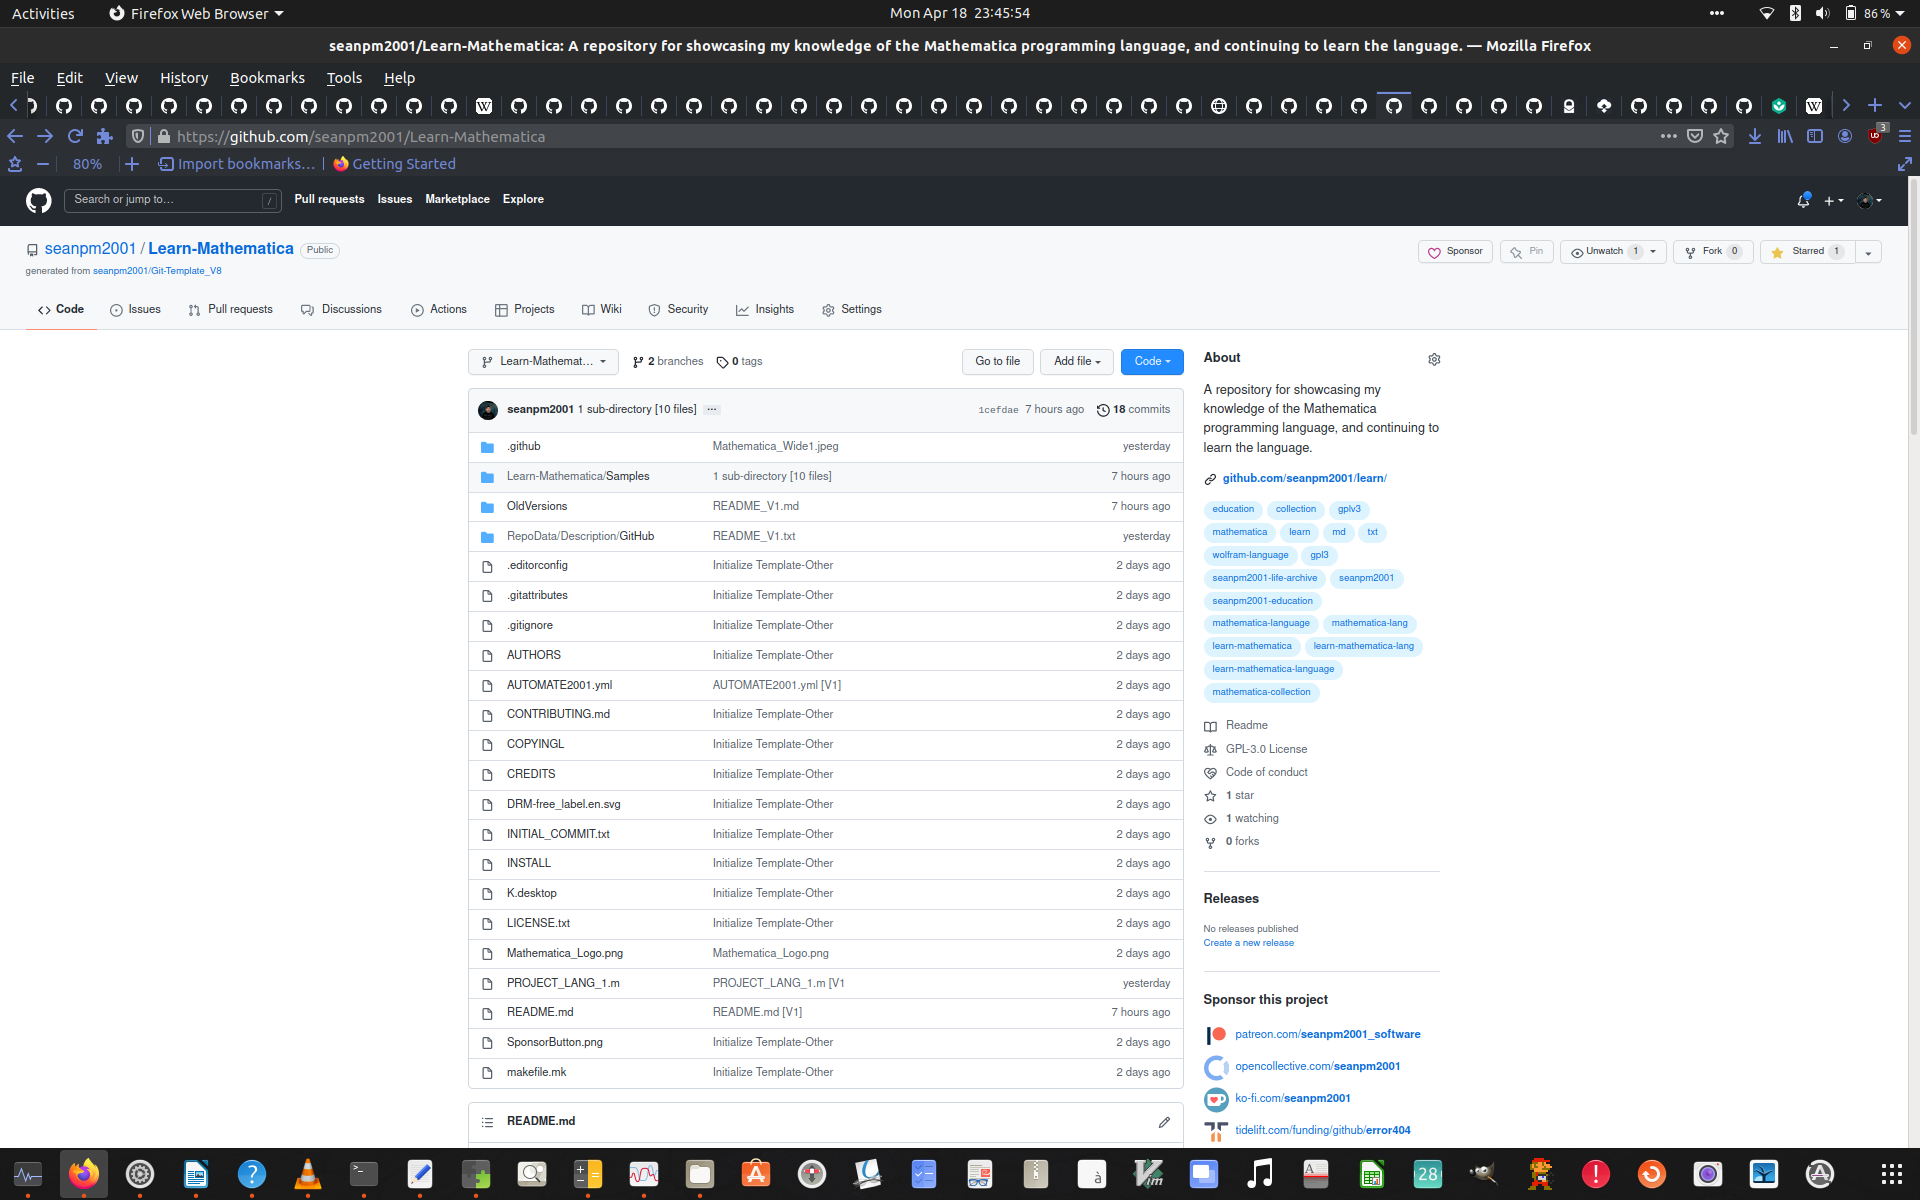 Activities Firefox Web Browser Mon Apr 18 23:45:54 86 %
seanpm2001/Learn-Mathematica: A repository for showcasing my knowledge of the Mathematica programming language, and continuing to learn the language. — Mozilla Firefox
File Edit View History Bookmarks Tools Help
https://github.com/seanpm2001/Learn-Mathematica 3
80% Import bookmarks... Getting Started
Search or jump to... / Pull requests Issues Marketplace Explore
seanpm2001 / Learn-Mathematica Public Sponsor Pin Unwatch 1 Fork 0 Starred 1
generated from seanpm2001/Git-Template_V8
Code Issues Pull requests Discussions Actions Projects Wiki Security Insights Settings
Learn-Mathemat... 2 branches 0 tags Go to file Add file Code
seanpm2001 1 sub-directory [10 files] ... 1cefdae 7 hours ago 18 commits
.github Mathematica_Wide1.jpeg yesterday
Learn-Mathematica/Samples 1 sub-directory [10 files] 7 hours ago
OldVersions README_V1.md 7 hours ago
RepoData/Description/GitHub README_V1.txt yesterday
.editorconfig Initialize Template-Other 2 days ago
.gitattributes Initialize Template-Other 2 days ago
.gitignore Initialize Template-Other 2 days ago
AUTHORS Initialize Template-Other 2 days ago
AUTOMATE2001.yml AUTOMATE2001.yml [V1] 2 days ago
CONTRIBUTING.md Initialize Template-Other 2 days ago
COPYINGL Initialize Template-Other 2 days ago
CREDITS Initialize Template-Other 2 days ago
DRM-free_label.en.svg Initialize Template-Other 2 days ago
INITIAL_COMMIT.txt Initialize Template-Other 2 days ago
INSTALL Initialize Template-Other 2 days ago
K.desktop Initialize Template-Other 2 days ago
LICENSE.txt Initialize Template-Other 2 days ago
Mathematica_Logo.png Mathematica_Logo.png 2 days ago
PROJECT_LANG_1.m PROJECT_LANG_1.m [V1 yesterday
README.md README.md [V1] 7 hours ago
SponsorButton.png Initialize Template-Other 2 days ago
makefile.mk Initialize Template-Other 2 days ago
README.md
About
A repository for showcasing my
knowledge of the Mathematica
programming language, and continuing to
learn the language.
github.com/seanpm2001/learn/
education collection gplv3
mathematica learn md txt
wolfram-language gpl3
seanpm2001-life-archive seanpm2001
seanpm2001-education
mathematica-language mathematica-lang
learn-mathematica learn-mathematica-lang
learn-mathematica-language
mathematica-collection
Readme
GPL-3.0 License
Code of conduct
1 star
1 watching
0 forks
Releases
No releases published
Create a new release
Sponsor this project
patreon.com/seanpm2001_software
opencollective.com/seanpm2001
ko-fi.com/seanpm2001
tidelift.com/funding/github/error404
28